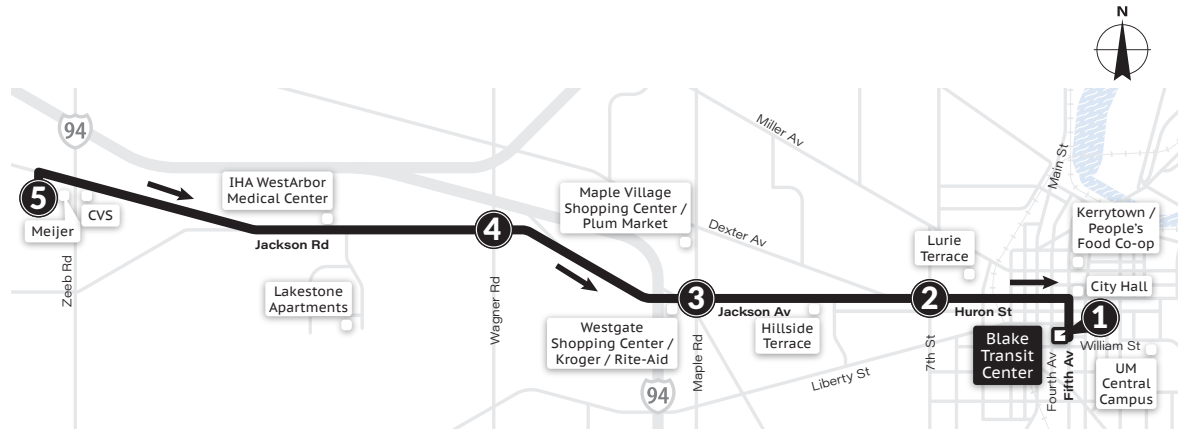 N
94
5
Meijer
CVS
Zeeb Rd
IHA WestArbor
Medical Center
Jackson Rd
Lakestone
Apartments
4
Wagner Rd
Maple Village
Shopping Center /
Plum Market
Westgate
Shopping Center /
Kroger / Rite-Aid
3
Maple Rd
94
Jackson Av
Miller Av
Dexter Av
Hillside
Terrace
Liberty St
Lurie
Terrace
2
7th St
Huron St
Main St
Kerrytown /
People's
Food Co-op
City Hall
1
Blake
Transit
Center
Fourth Av
Fifth Av
William St
UM
Central
Campus